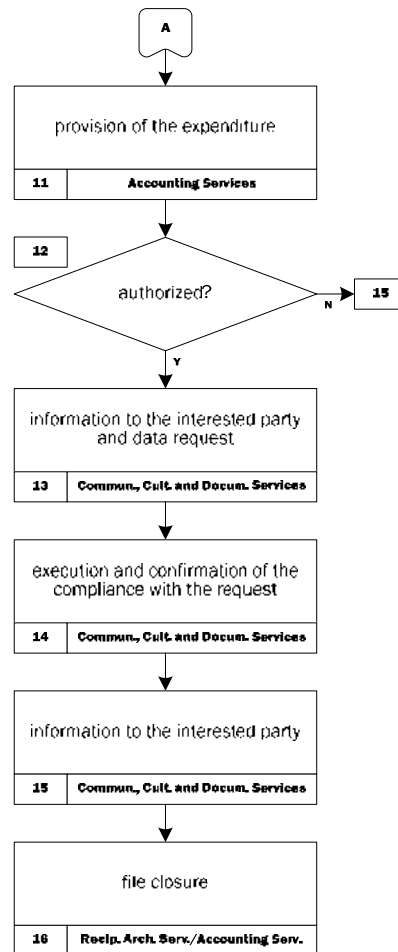 A
provision of the expenditure
11 Accounting Services
12
authorized?
N 15
Y
information to the interested party
and data request
13 Commun., Cult. and Docum. Services
execution and confirmation of the
compliance with the request
14 Commun., Cult. and Docum. Services
information to the interested party
15 Commun., Cult. and Docum. Services
file closure
16 Recip. Arch. Serv./Accounting Serv.